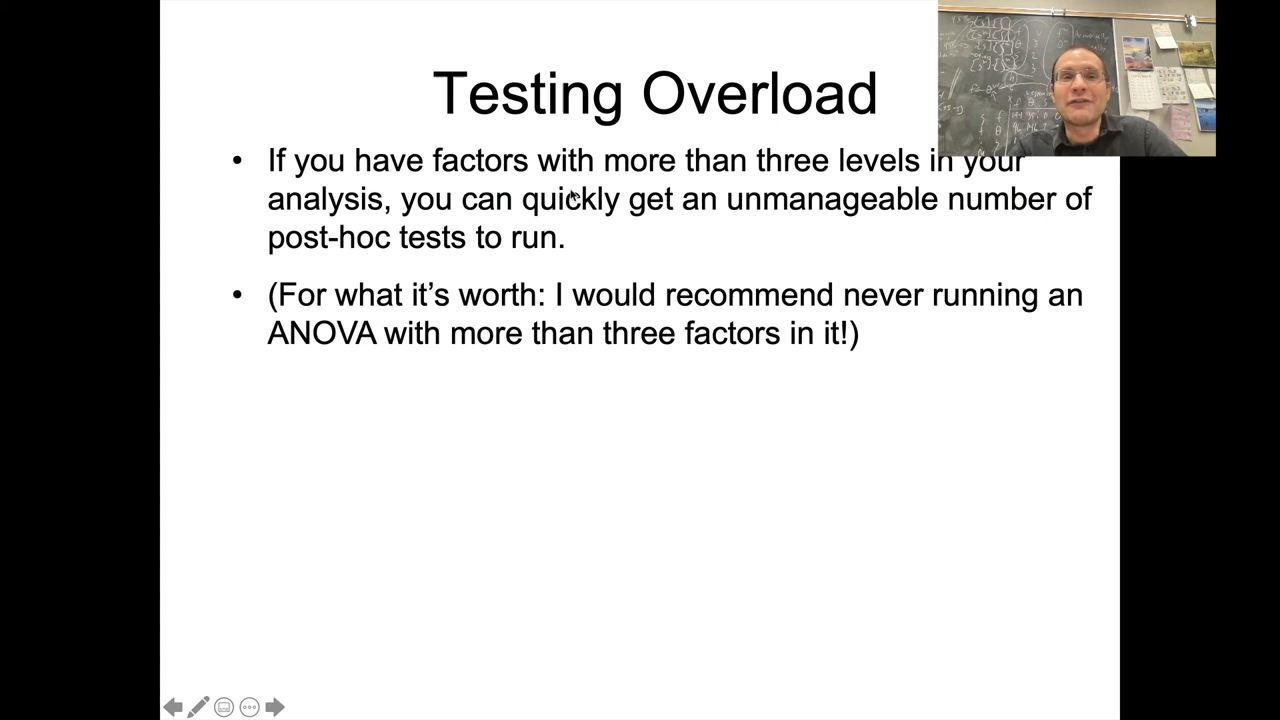 Testing Overload
• If you have factors with more than three levels in your
analysis, you can quickly get an unmanageable number of
post-hoc tests to run.
• (For what it’s worth: I would recommend never running an
ANOVA with more than three factors in it!)